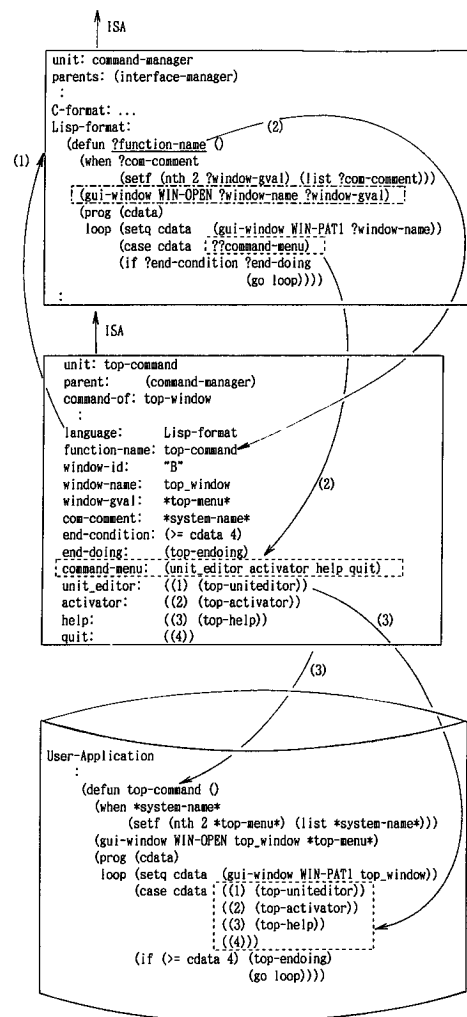 ISA
unit: command-manager
parents: (interface-manager)
:
C-format: ...
Lisp-format:
(defun ?function-name ()
(2)
(1)
(when ?com-comment
(setf (nth 2 ?window-gval) (list ?com-comment)))
(gui-window WIN-OPEN ?window-name ?window-gval)
(prog (cdata)
loop (setq cdata (gui-window WIN-PAT1 ?window-name))
(case cdata ??command-menu)
(if ?end-condition ?end-doing
(go loop))))
:
ISA
unit: top-command
parent: (command-manager)
command-of: top-window
:
language: Lisp-format
function-name: top-command
window-id: "B"
window-name: top_window
(2)
window-gval: *top-menu*
com-comment: *system-name*
end-condition: (>= cdata 4)
end-doing: (top-endoing)
command-menu: (unit_editor activator help quit)
unit_editor: ((1) (top-uniteditor))
activator: ((2) (top-activator))
help: ((3) (top-help))
(3)
quit: ((4))
(3)
User-Application
:
(defun top-command ()
(when *system-name*
(setf (nth 2 *top-menu*) (list *system-name*)))
(gui-window WIN-OPEN top_window *top-menu*)
(prog (cdata)
loop (setq cdata (gui-window WIN-PAT1 top_window))
(case cdata ((1) (top-uniteditor))
((2) (top-activator))
((3) (top-help))
((4)))
(if (>= cdata 4) (top-endoing)
(go loop))))